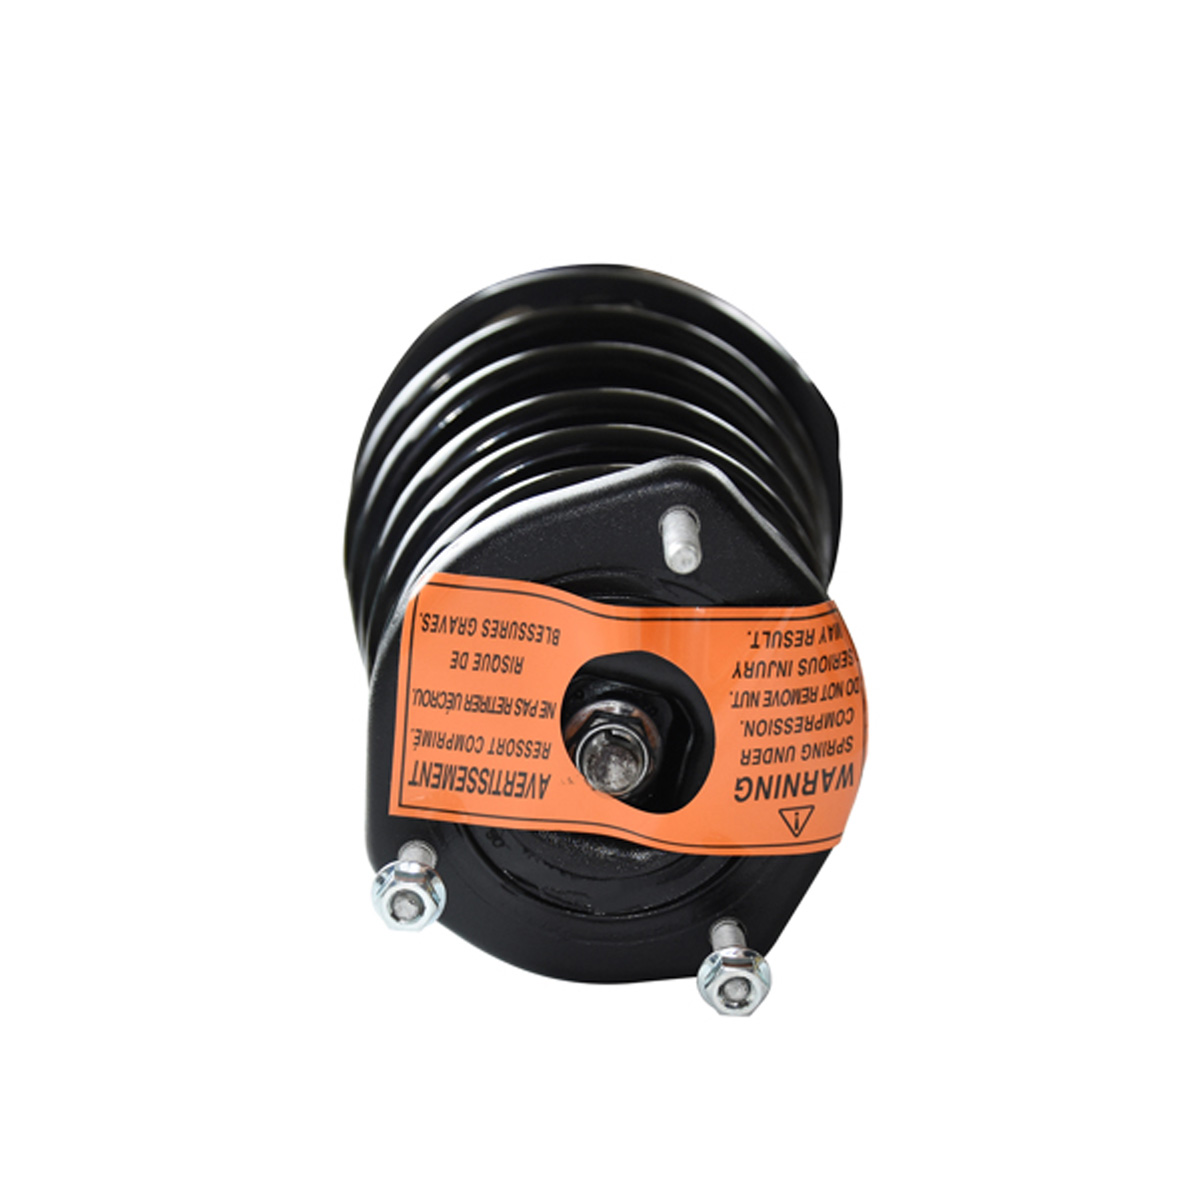 WARNING
SPRING UNDER
COMPRESSION.
DO NOT REMOVE NUT.
SERIOUS INJURY
MAY RESULT.
AVERTISSEMENT
RESSORT COMPRIMÉ.
NE PAS RETIRER L'ÉCROU.
RISQUE DE
BLESSURES GRAVES.